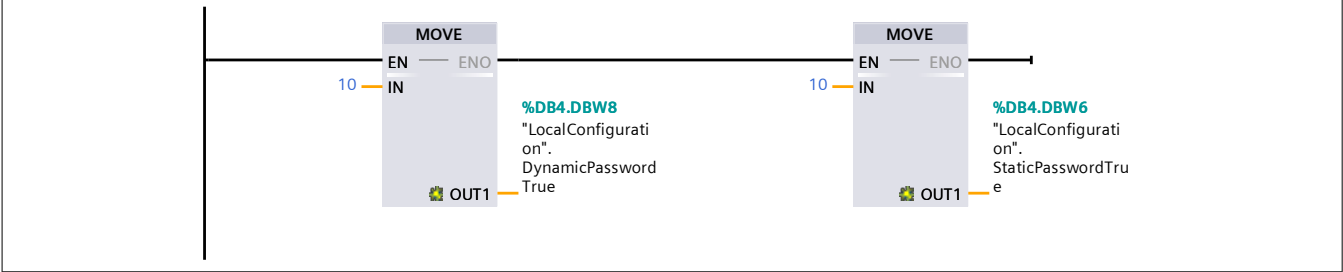 MOVE
EN
ENO
10
IN
%DB4.DBW8
"LocalConfigurati
on".
DynamicPassword
True
OUT1
MOVE
EN
ENO
10
IN
%DB4.DBW6
"LocalConfigurati
on".
StaticPasswordTru
e
OUT1